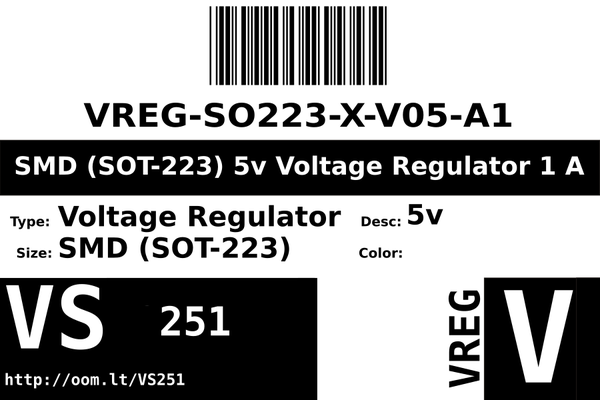 VREG-SO223-X-V05-A1
SMD (SOT-223) 5v Voltage Regulator 1 A
Type: Voltage Regulator Desc: 5v
Size: SMD (SOT-223) Color:
VS 251
http://oom.lt/VS251
VREG V